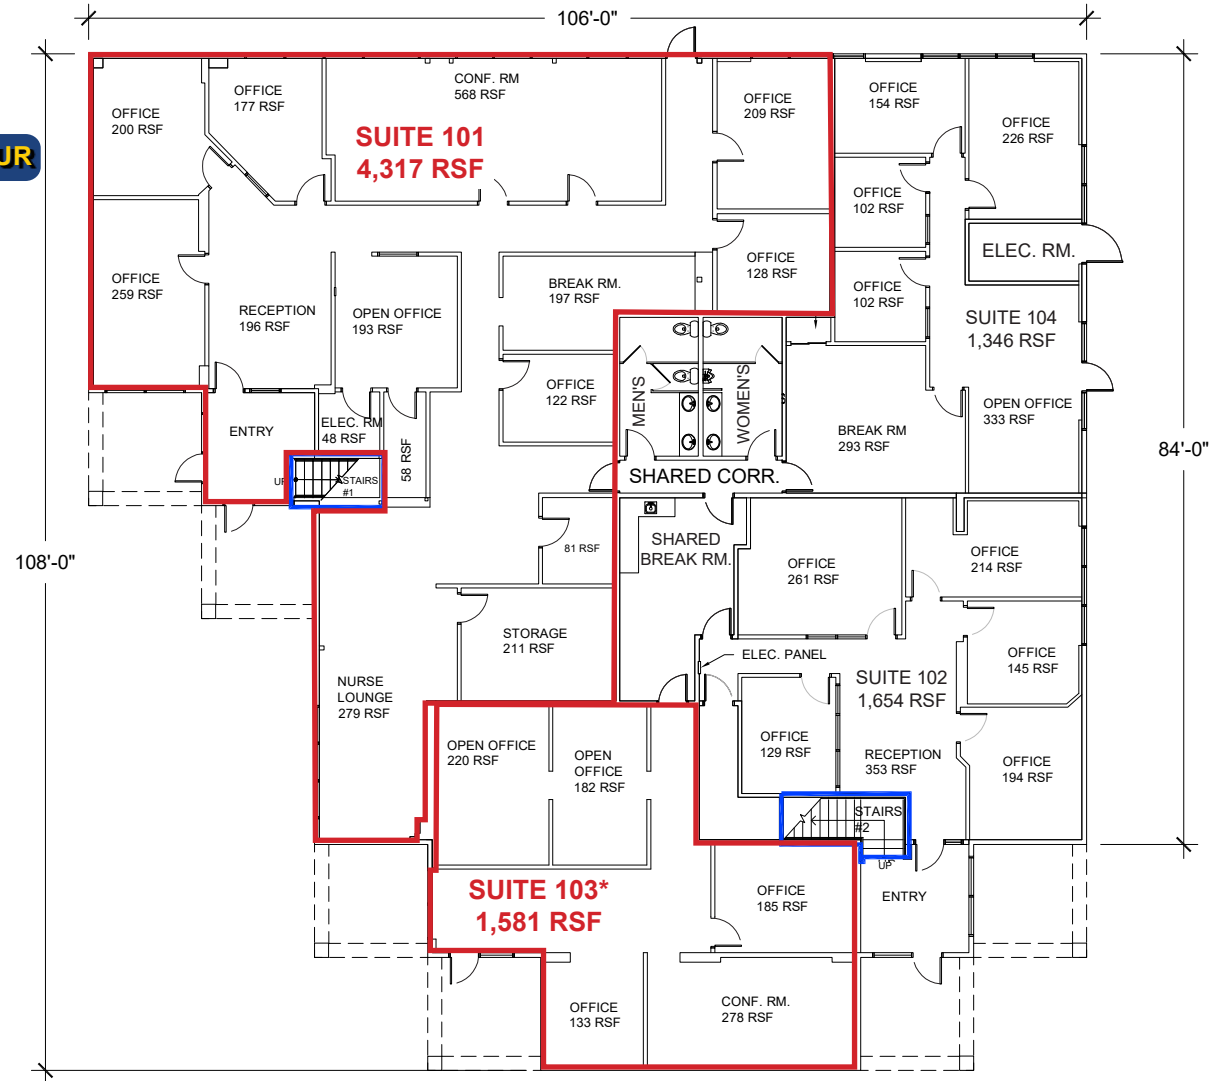 106'-0"
UR
OFFICE
200 RSF
OFFICE
177 RSF
CONF. RM
568 RSF
SUITE 101
4,317 RSF
OFFICE
209 RSF
OFFICE
154 RSF
OFFICE
226 RSF
OFFICE
102 RSF
ELEC. RM.
OFFICE
259 RSF
RECEPTION
196 RSF
OPEN OFFICE
193 RSF
BREAK RM.
197 RSF
OFFICE
128 RSF
OFFICE
102 RSF
SUITE 104
1,346 RSF
OFFICE
122 RSF
MEN'S
WOMEN'S
ENTRY
ELEC. RM
48 RSF
58 RSF
BREAK RM
293 RSF
OPEN OFFICE
333 RSF
84'-0"
UP
STAIRS
#1
SHARED CORR.
108'-0"
81 RSF
SHARED
BREAK RM.
OFFICE
261 RSF
OFFICE
214 RSF
STORAGE
211 RSF
ELEC. PANEL
OFFICE
145 RSF
NURSE
LOUNGE
279 RSF
SUITE 102
1,654 RSF
OPEN OFFICE
220 RSF
OPEN
OFFICE
182 RSF
OFFICE
129 RSF
RECEPTION
353 RSF
OFFICE
194 RSF
STAIRS
#2
UP
SUITE 103*
1,581 RSF
OFFICE
185 RSF
ENTRY
OFFICE
133 RSF
CONF. RM.
278 RSF